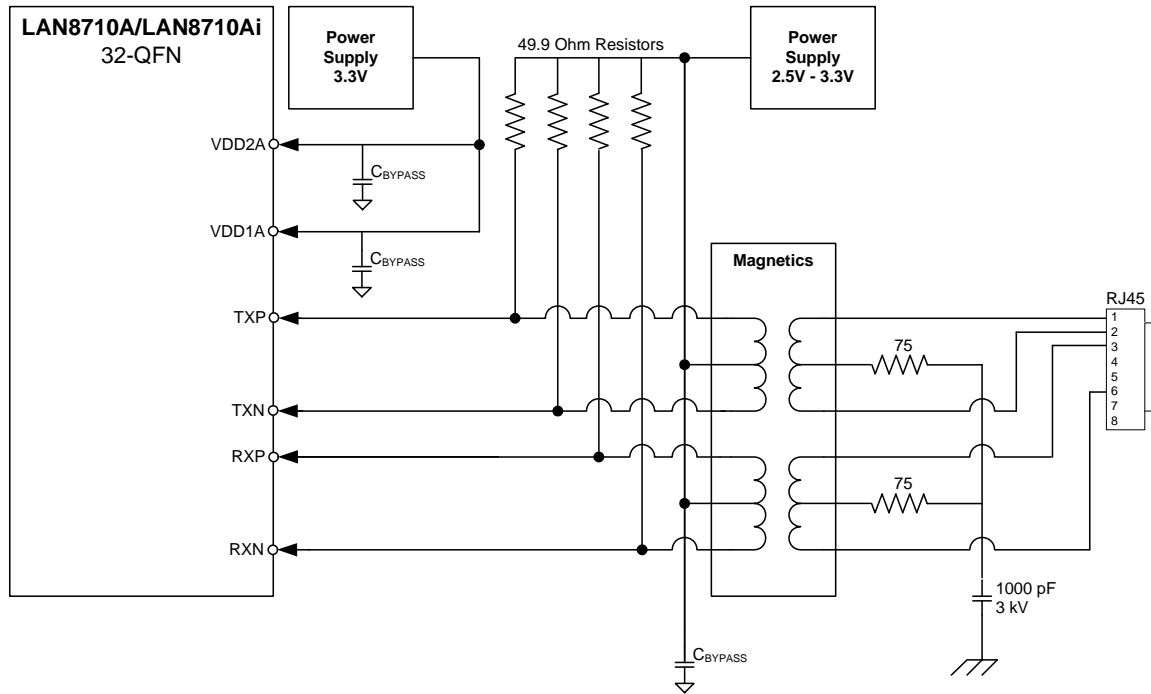 LAN8710A/LAN8710Ai
32-QFN
Power
Supply
3.3V
49.9 Ohm Resistors
Power
Supply
2.5V - 3.3V
VDD2A
CBYPASS
VDD1A
CBYPASS
Magnetics
TXP
RJ45
1
2
3
4
5
6
7
8
75
TXN
RXP
75
RXN
1000 pF
3 kV
CBYPASS